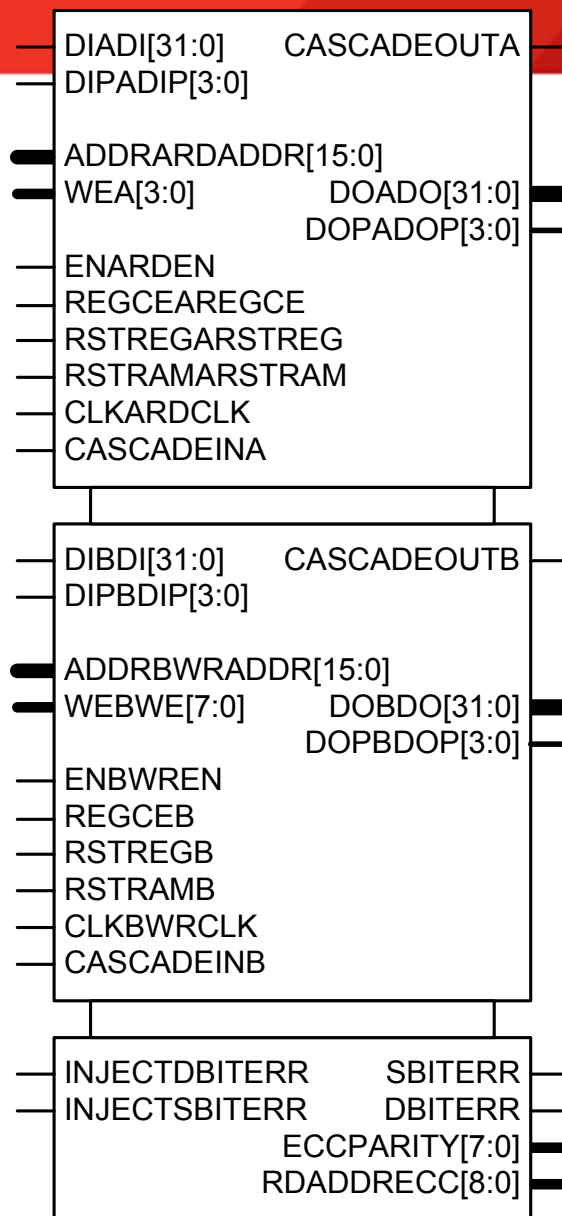 DIADI[31:0] CASCADEOUTA
DIPADIP[3:0]
ADDRARDADDR[15:0]
WEA[3:0] DOADO[31:0]
DOPADOP[3:0]
ENARDEN
REGCEAREGCE
RSTREGARSTREG
RSTRAMARSTRAM
CLKARDCLK
CASCADEINA
DIBDI[31:0] CASCADEOUTB
DIPBDIP[3:0]
ADDRBWRADDR[15:0]
WEBWE[7:0] DOBDO[31:0]
DOPBDOP[3:0]
ENBWREN
REGCEB
RSTREGB
RSTRAMB
CLKBWRCLK
CASCADEINB
INJECTDBITERR SBITERR
INJECTSBITERR DBITERR
ECCPARITY[7:0]
RDADDRECC[8:0]